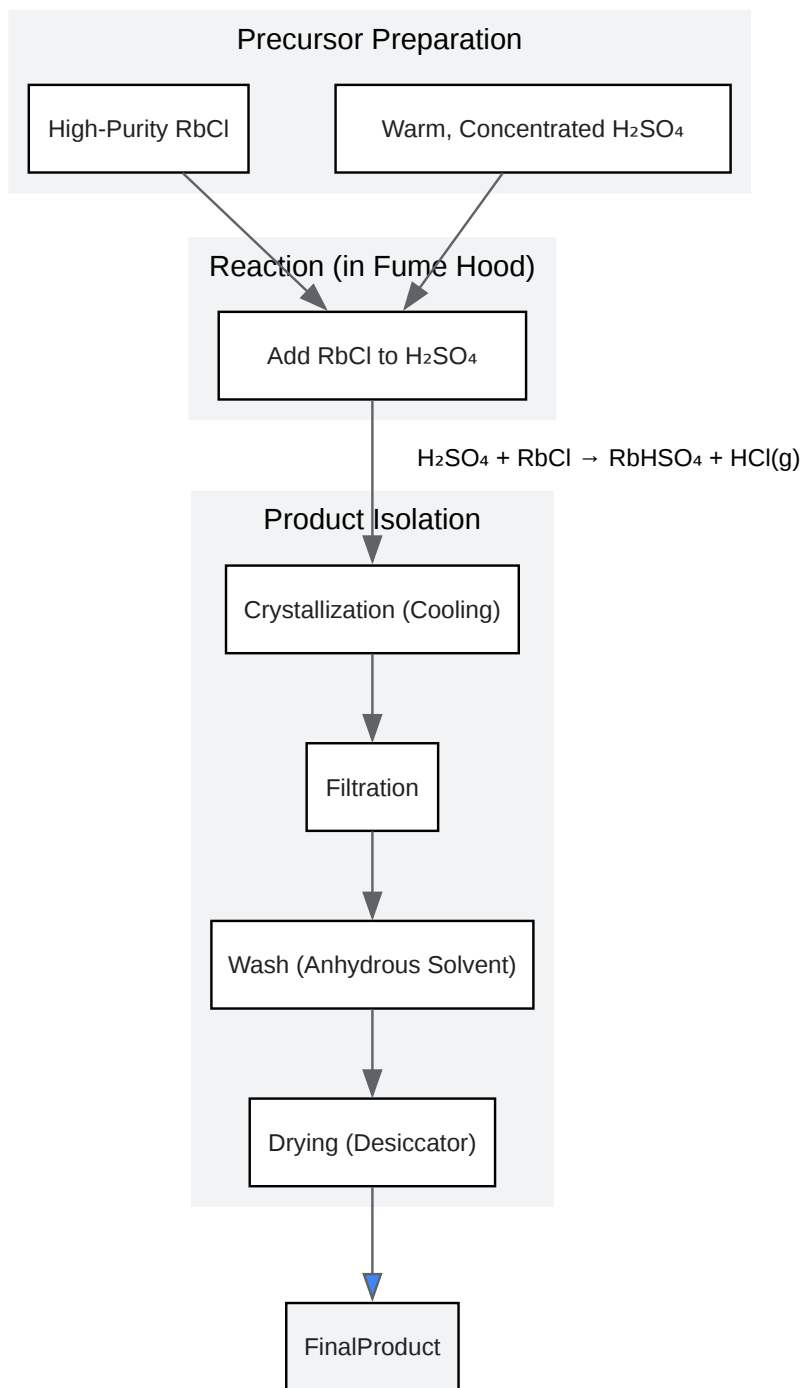 Precursor Preparation
High-Purity RbCl
Warm, Concentrated H₂SO₄
Reaction (in Fume Hood)
Add RbCl to H₂SO₄
H₂SO₄ + RbCl → RbHSO₄ + HCl(g)
Product Isolation
Crystallization (Cooling)
Filtration
Wash (Anhydrous Solvent)
Drying (Desiccator)
FinalProduct